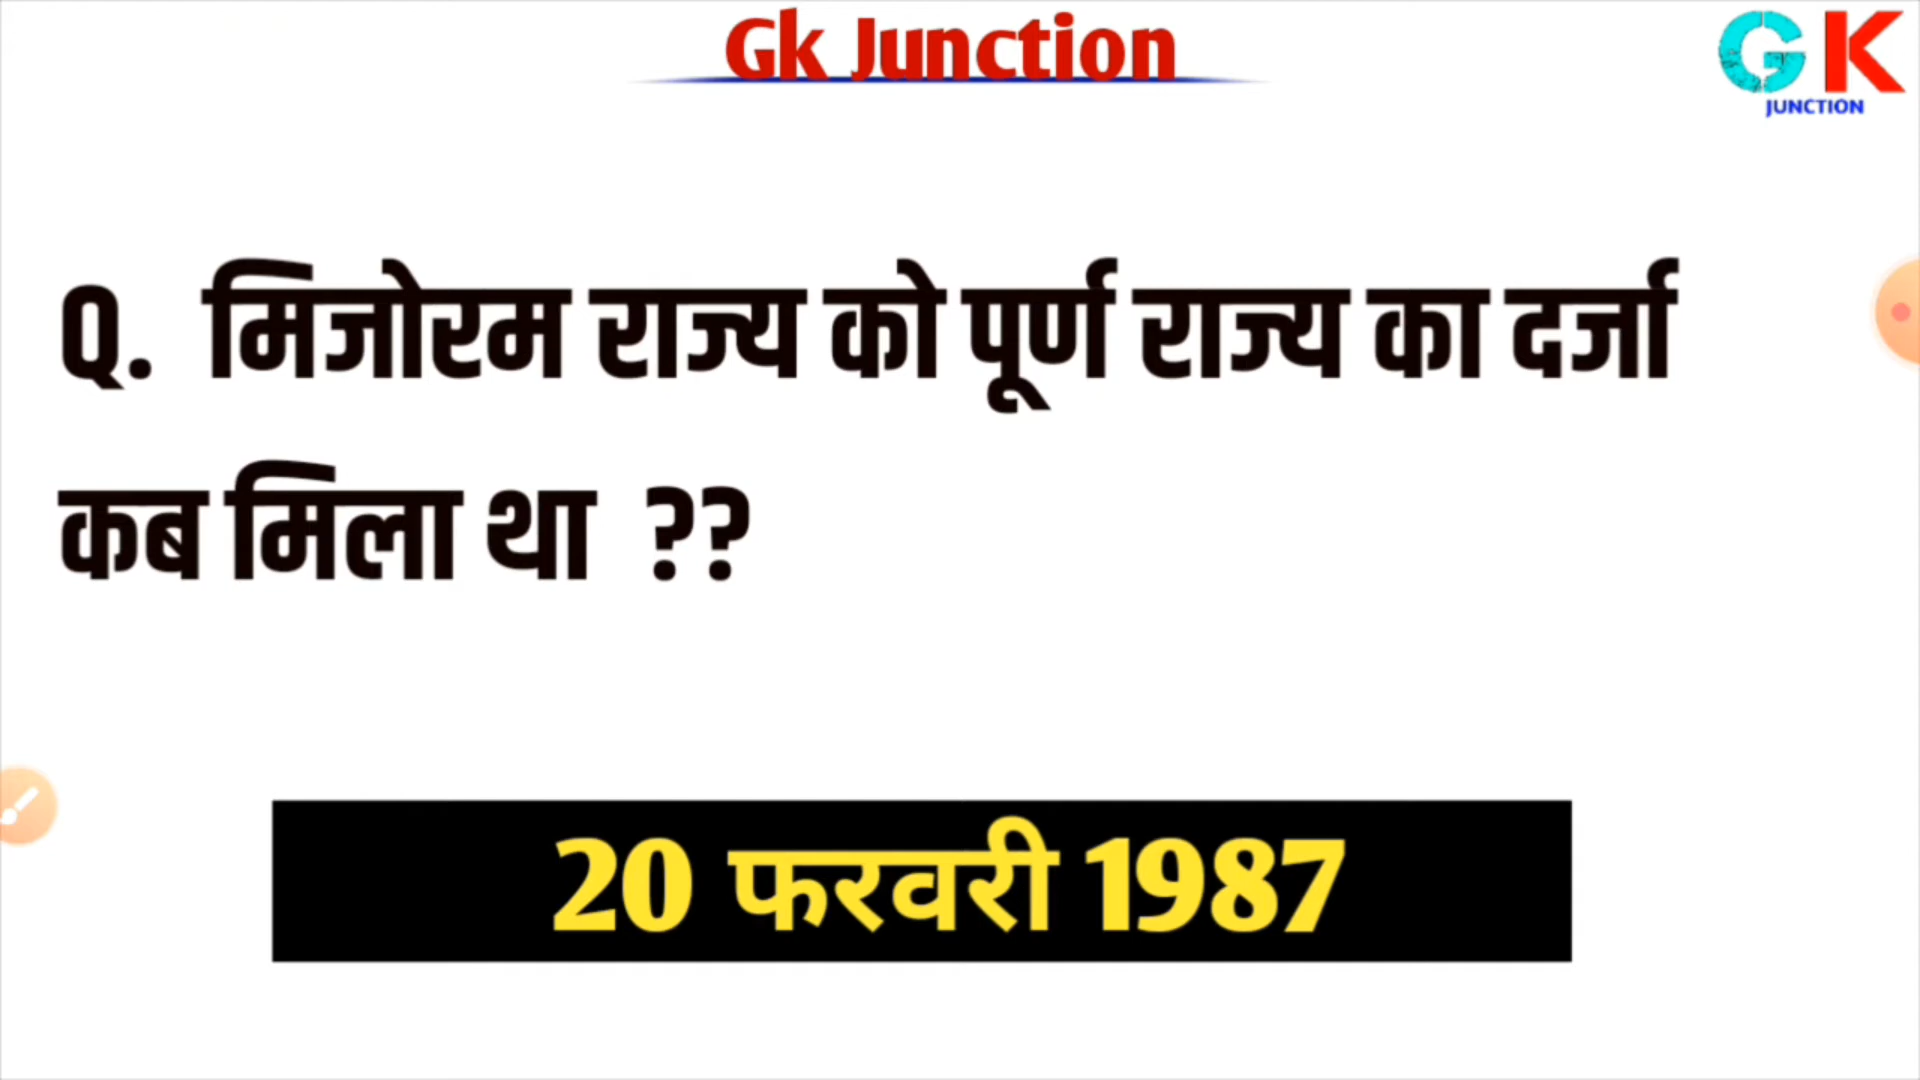 Gk Junction
GK
JUNCTION
Q. मिजोरम राज्य को पूर्ण राज्य का दर्जा
कब मिला था ??
20 फरवरी 1987